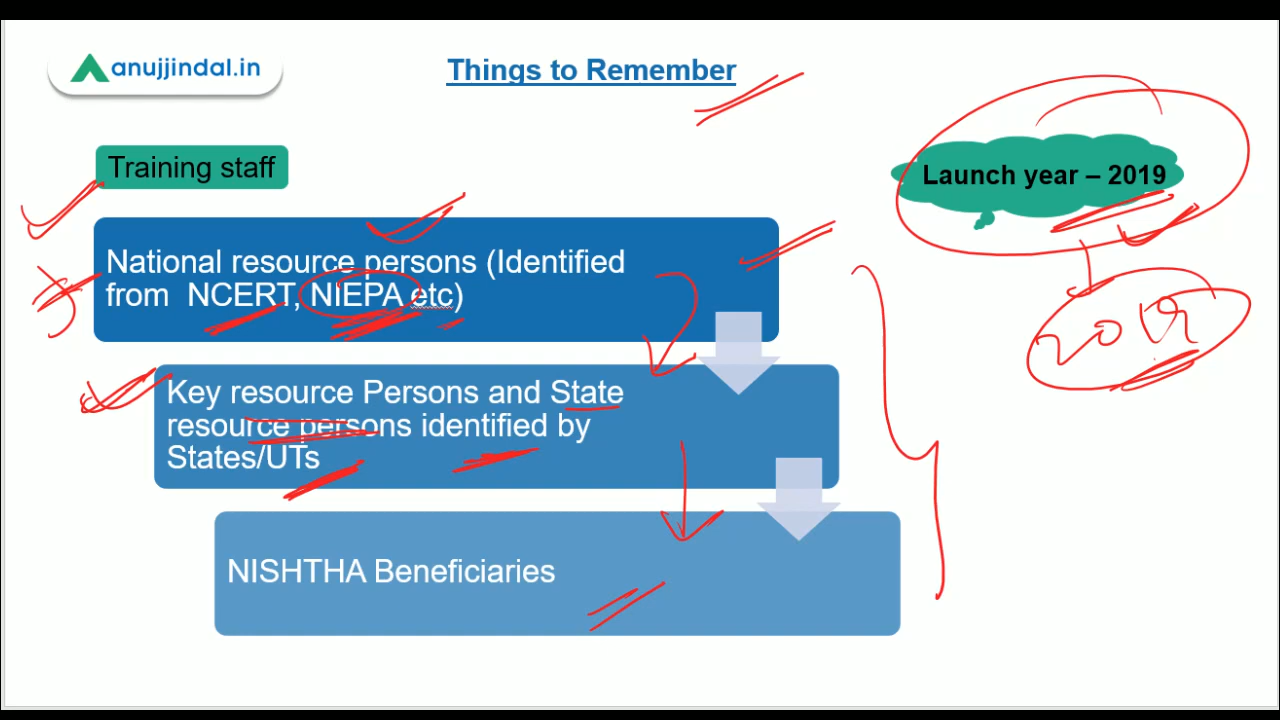 anujjindal.in
Things to Remember
Training staff
Launch year – 2019
National resource persons (Identified
from NCERT, NIEPA etc)
2019
Key resource Persons and State
resource persons identified by
States/UTs
NISHTHA Beneficiaries